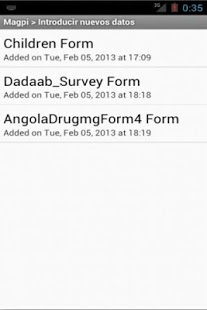 3G 0:35
Magpi > Introducir nuevos datos
Children Form
Added on Tue, Feb 05, 2013 at 17:09
Dadaab_Survey Form
Added on Tue, Feb 05, 2013 at 18:18
AngolaDrugmgForm4 Form
Added on Tue, Feb 05, 2013 at 18:19